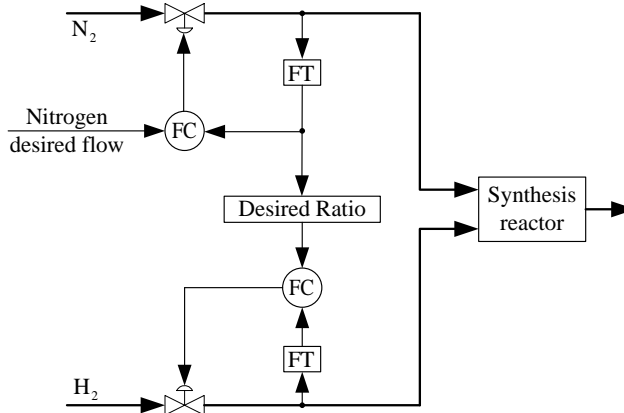 N₂
FT
Nitrogen
desired flow
FC
Desired Ratio
Synthesis
reactor
FC
FT
H₂